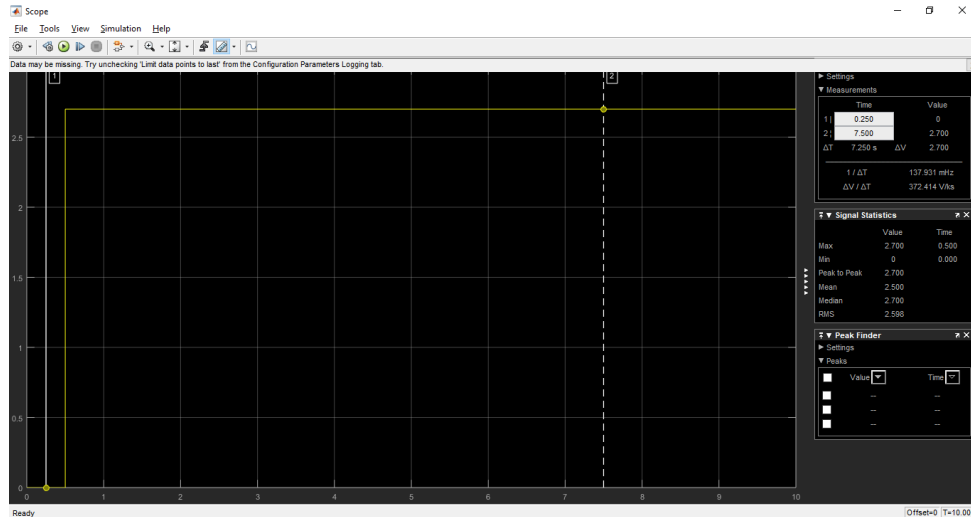 Scope
File Tools View Simulation Help
Data may be missing. Try unchecking 'Limit data points to last' from the Configuration Parameters Logging tab.
1
2
2.5
2
1.5
1
0.5
0
0 1 2 3 4 5 6 7 8 9 10
Settings
Measurements
Time Value
1 | 0.250 0
2 ¦ 7.500 2.700
ΔT 7.250 s ΔV 2.700
1 / ΔT 137.931 mHz
ΔV / ΔT 372.414 V/ks
Signal Statistics
Value Time
Max 2.700 0.500
Min 0 0.000
Peak to Peak 2.700
Mean 2.500
Median 2.700
RMS 2.598
Peak Finder
Settings
Peaks
Value Time
-- --
-- --
-- --
Ready
Offset=0 T=10.00